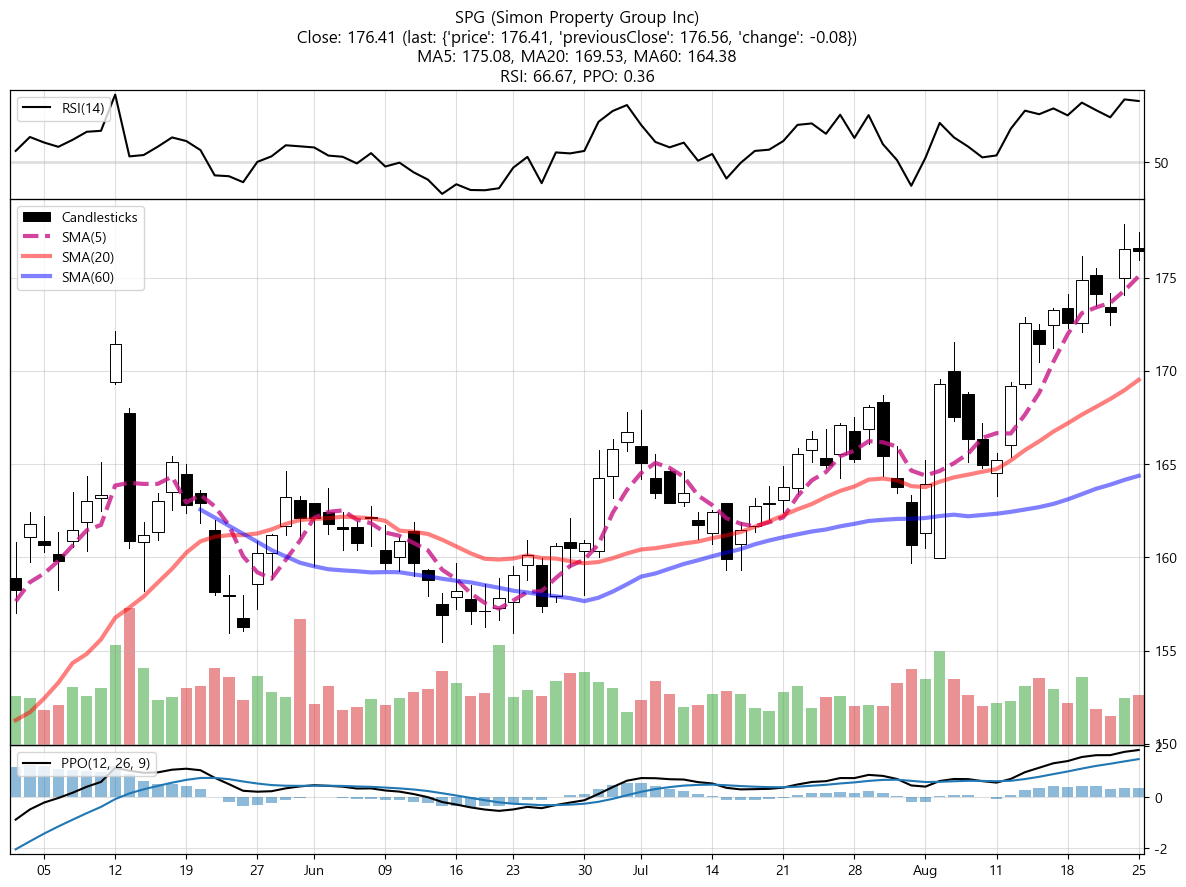 SPG (Simon Property Group Inc)
Close: 176.41 (last: {'price': 176.41, 'previousClose': 176.56, 'change': -0.08})
MA5: 175.08, MA20: 169.53, MA60: 164.38
RSI: 66.67, PPO: 0.36
RSI(14)
50
Candlesticks
SMA(5)
SMA(20)
SMA(60)
175
170
165
160
155
150
PPO(12, 26, 9)
2
0
-2
05 12 19 27 Jun 09 16 23 30 Jul 14 21 28 Aug 11 18 25